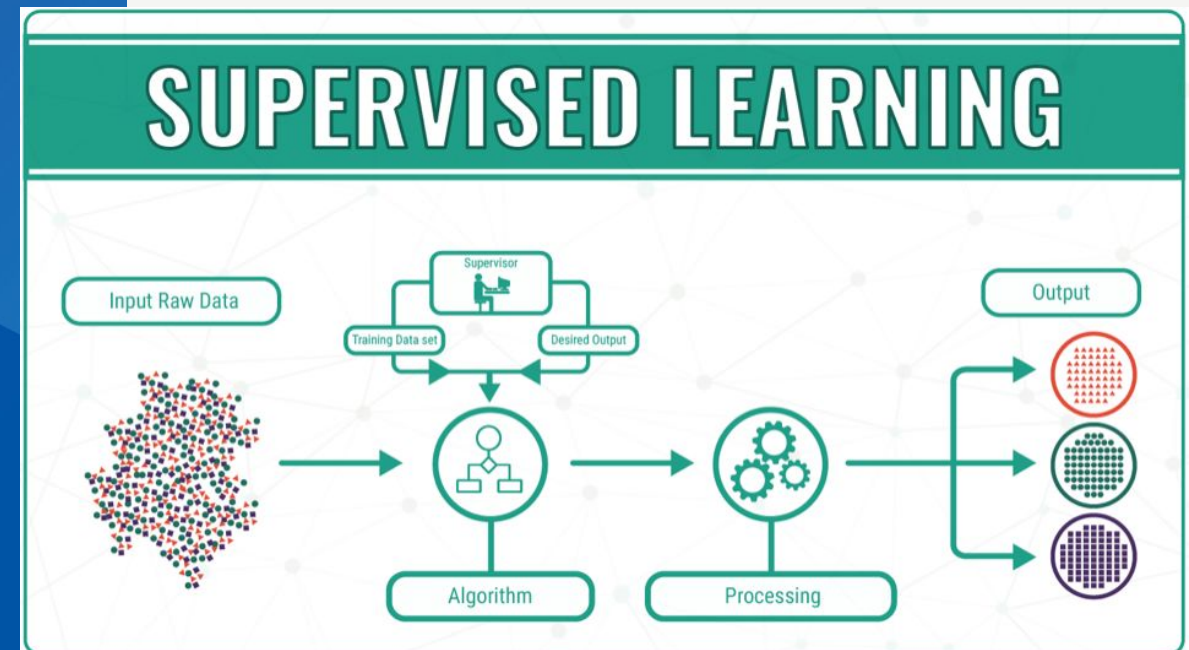 SUPERVISED LEARNING
Supervisor
Input Raw Data
Output
Training Data set
Desired Output
Algorithm
Processing